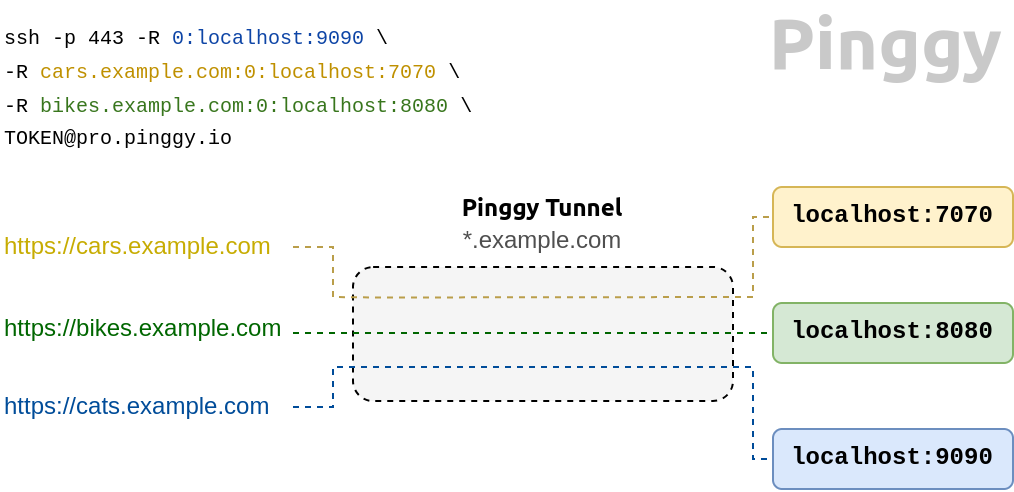 ssh -p 443 -R 0:localhost:9090 \
-R cars.example.com:0:localhost:7070 \
-R bikes.example.com:0:localhost:8080 \
TOKEN@pro.pinggy.io
Pinggy
Pinggy Tunnel
*.example.com
https://cars.example.com
https://bikes.example.com
https://cats.example.com
localhost:7070
localhost:8080
localhost:9090